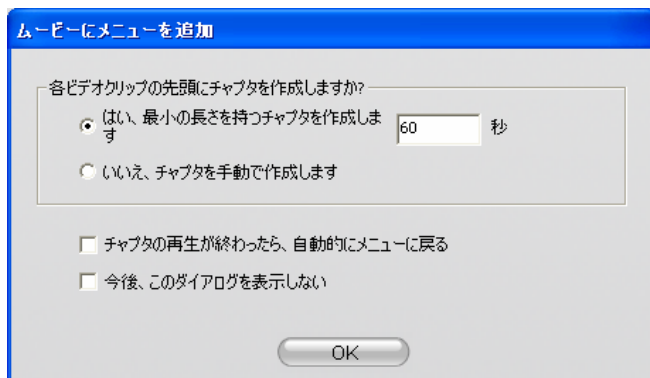 ムービーにメニューを追加
各ビデオクリップの先頭にチャプタを作成しますか?
はい、最小の長さを持つチャプタを作成しま
す
60 秒
いいえ、チャプタを手動で作成します
チャプタの再生が終わったら、自動的にメニューに戻る
今後、このダイアログを表示しない
OK